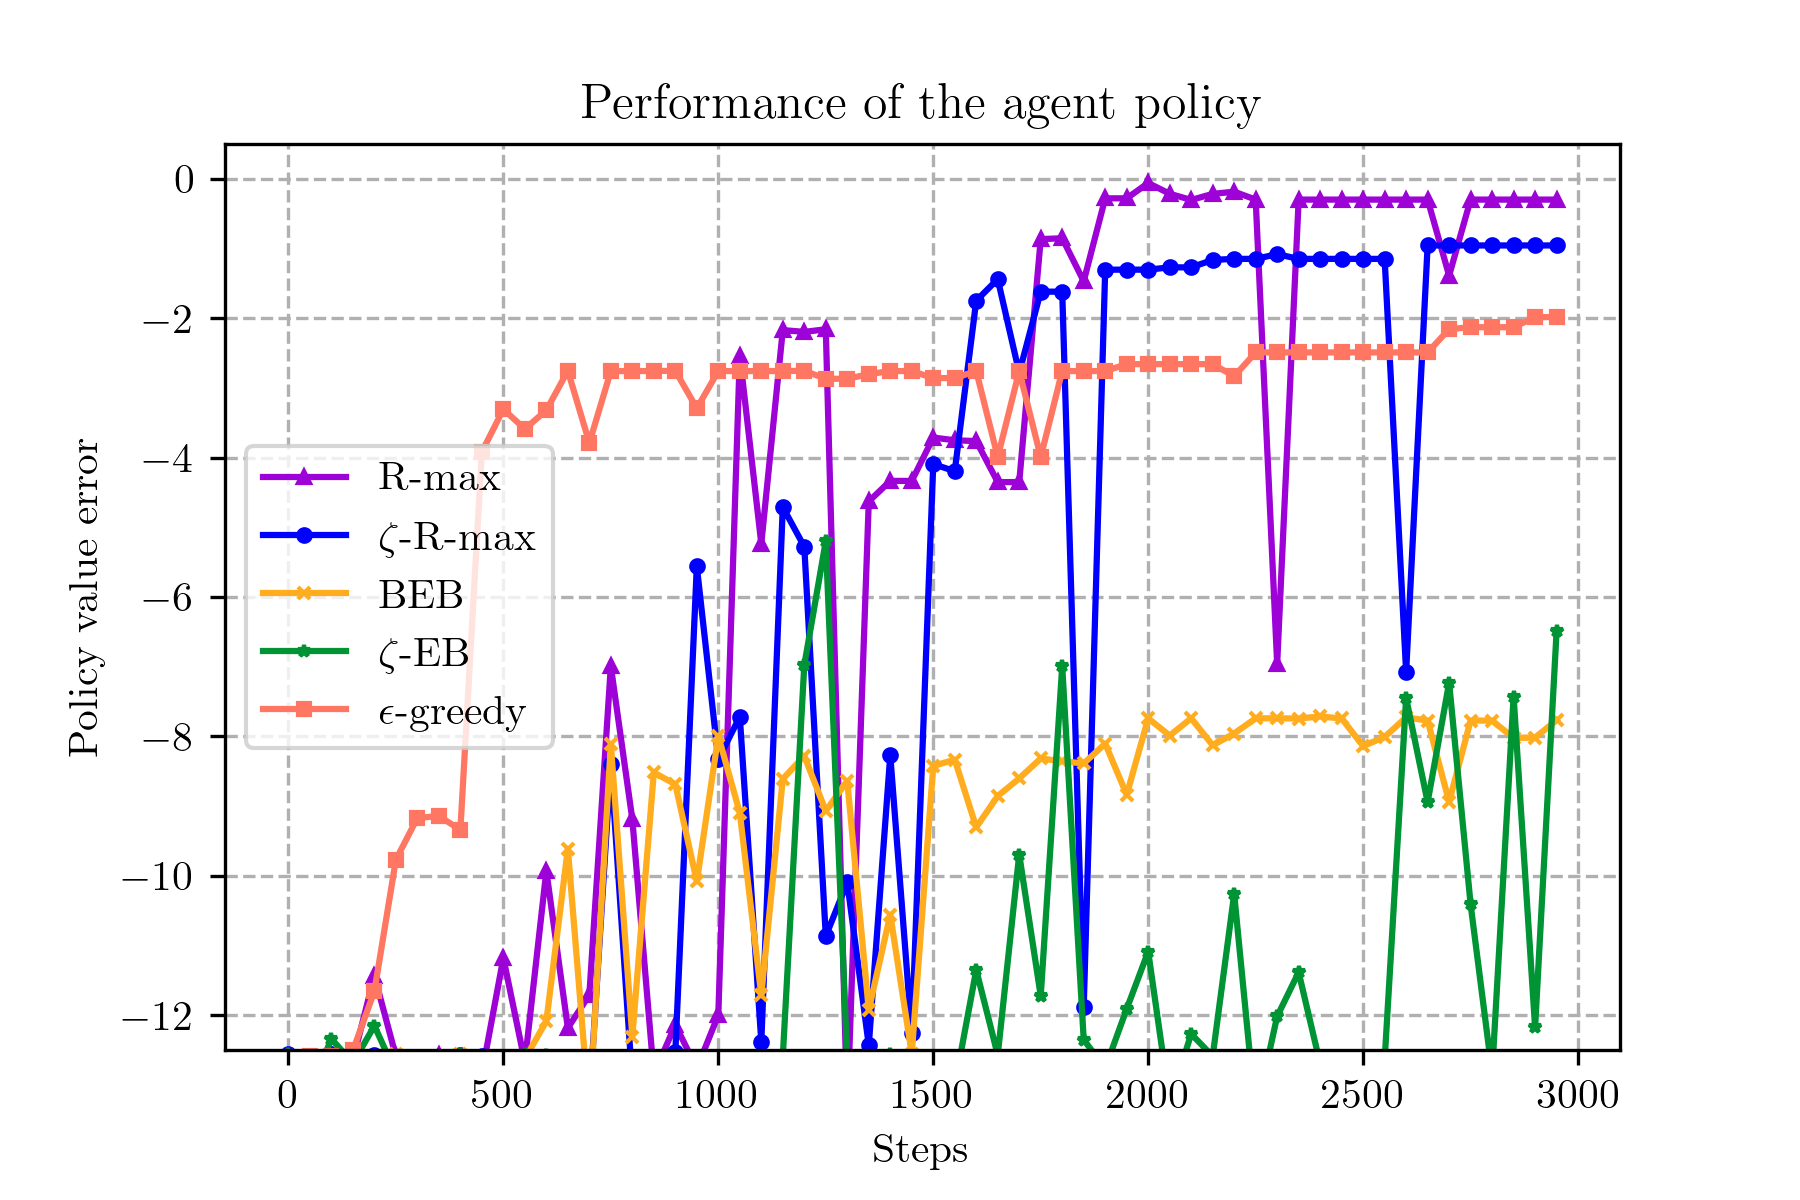 Performance of the agent policy
Policy value error
0
−2
−4
−6
−8
−10
−12
R-max
ζ-R-max
BEB
ζ-EB
ϵ-greedy
0 500 1000 1500 2000 2500 3000
Steps